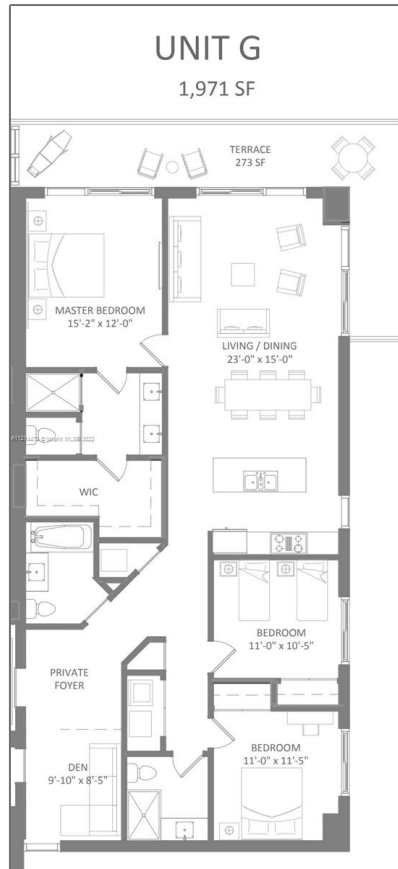 UNIT G
1,971 SF
TERRACE
273 SF
MASTER BEDROOM
15'-2" x 12'-0"
LIVING / DINING
23'-0" x 15'-0"
WIC
BEDROOM
11'-0" x 10'-5"
PRIVATE
FOYER
DEN
9'-10" x 8'-5"
BEDROOM
11'-0" x 11'-5"